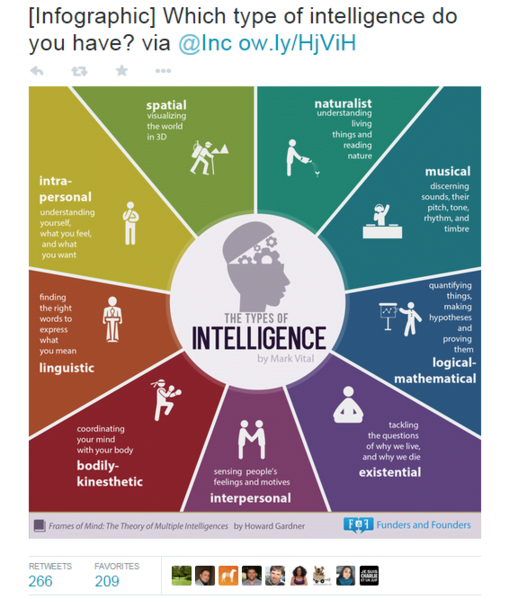 [Infographic] Which type of intelligence do
you have? via @Inc ow.ly/HjViH
spatial
visualizing
the world
in 3D
naturalist
understanding
living
things and
reading
nature
musical
discerning
sounds, their
pitch, tone,
rhythm, and
timbre
quantifying
things,
making
hypotheses
and
proving
them
logical-
mathematical
tackling
the questions
of why we live,
and why we die
existential
sensing people's
feelings and motives
interpersonal
coordinating
your mind
with your body
bodily-
kinesthetic
finding
the right
words to
express
what
you mean
linguistic
intra-
personal
understanding
yourself,
what you feel,
and what
you want
THE TYPES OF
INTELLIGENCE
by Mark Vital
Frames of Mind: The Theory of Multiple Intelligences by Howard Gardner
Funders and Founders
RETWEETS FAVORITES
266 209
JE SUIS
CHARLIE